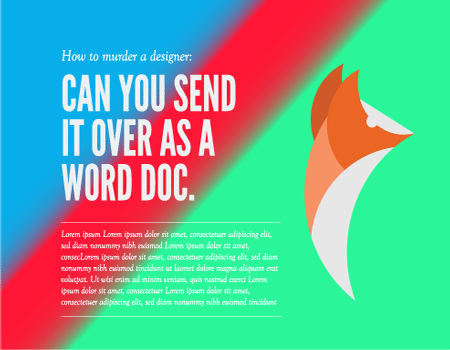 How to murder a designer:
CAN YOU SEND
IT OVER AS A
WORD DOC.
Lorem ipsum Lorem ipsum dolor sit amet, consectetuer adipiscing elit,
sed diam nonummy nibh euismod Lorem ipsum dolor sit amet,
consecLorem ipsum dolor sit amet, consectetuer adipiscing elit, sed diam
nonummy nibh euismod tincidunt ut laoreet dolore magna aliquam erat
volutpat. Ut wisi enim ad minim veniam, quis nostrud exerci Lorem
ipsum dolor sit amet, consectetuer Lorem ipsum dolor sit amet,
consectetuer adipiscing elit, sed diam nonummy nibh euismod tincidunt